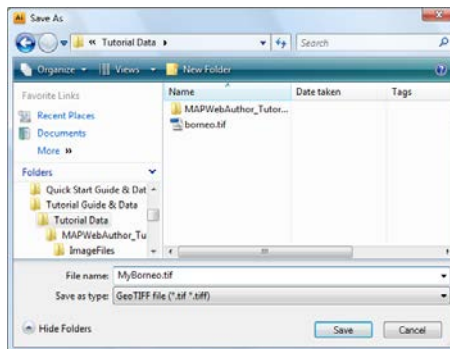 Ai Save As
« Tutorial Data ▸ Search
Organize Views New Folder
Favorite Links
Recent Places
Documents
More »
Folders
Quick Start Guide & Dat
Tutorial Guide & Data
Tutorial Data
MAPWebAuthor_Tu
ImageFiles
Name Date taken Tags
MAPWebAuthor_Tutor...
borneo.tif
File name: MyBorneo.tif
Save as type: GeoTIFF file (*.tif *.tiff)
Hide Folders Save Cancel